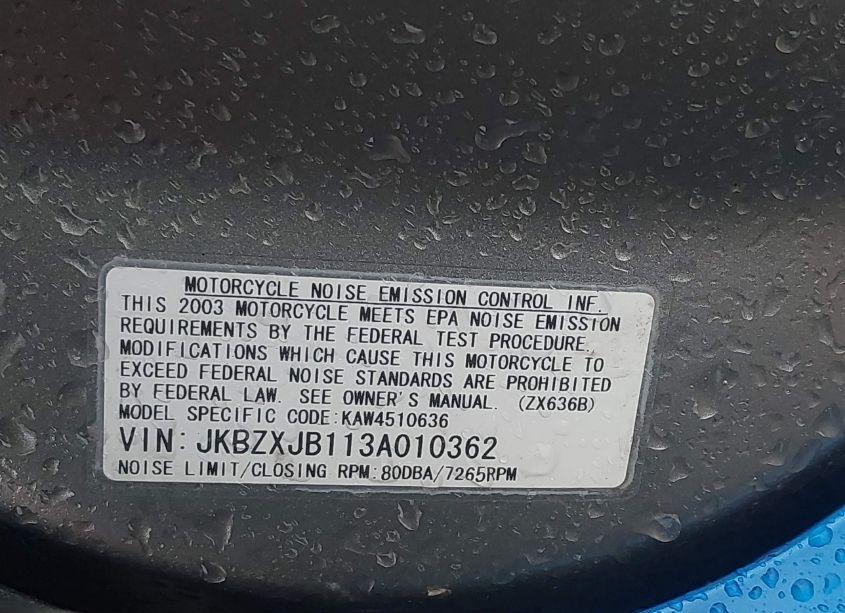 MOTORCYCLE NOISE EMISSION CONTROL INF.
THIS 2003 MOTORCYCLE MEETS EPA NOISE EMISSION
REQUIREMENTS BY THE FEDERAL TEST PROCEDURE.
MODIFICATIONS WHICH CAUSE THIS MOTORCYCLE TO
EXCEED FEDERAL NOISE STANDARDS ARE PROHIBITED
BY FEDERAL LAW. SEE OWNER'S MANUAL. (ZX636B)
MODEL SPECIFIC CODE:KAW4510636
VIN: JKBZXJB113A010362
NOISE LIMIT/CLOSING RPM:80DBA/7265RPM